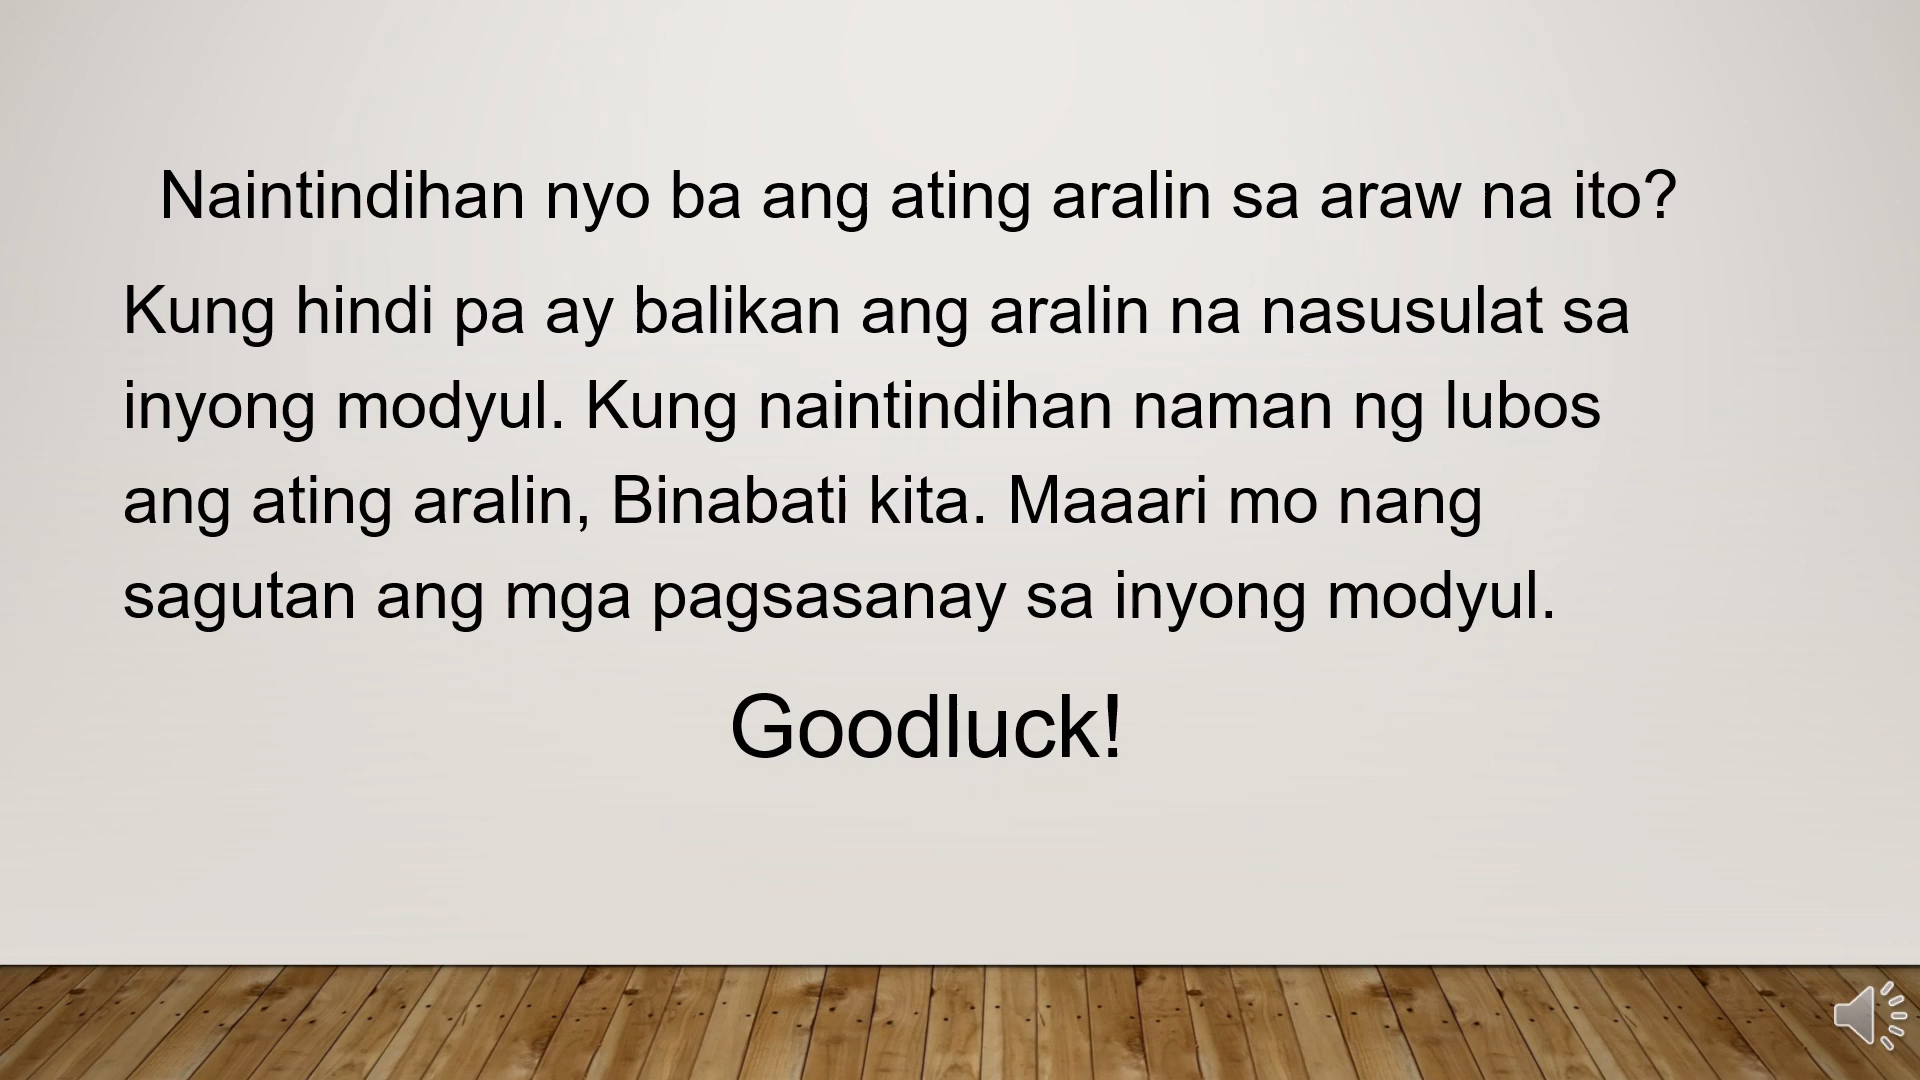 Naintindihan nyo ba ang ating aralin sa araw na ito?
Kung hindi pa ay balikan ang aralin na nasusulat sa
inyong modyul. Kung naintindihan naman ng lubos
ang ating aralin, Binabati kita. Maaari mo nang
sagutan ang mga pagsasanay sa inyong modyul.
Goodluck!